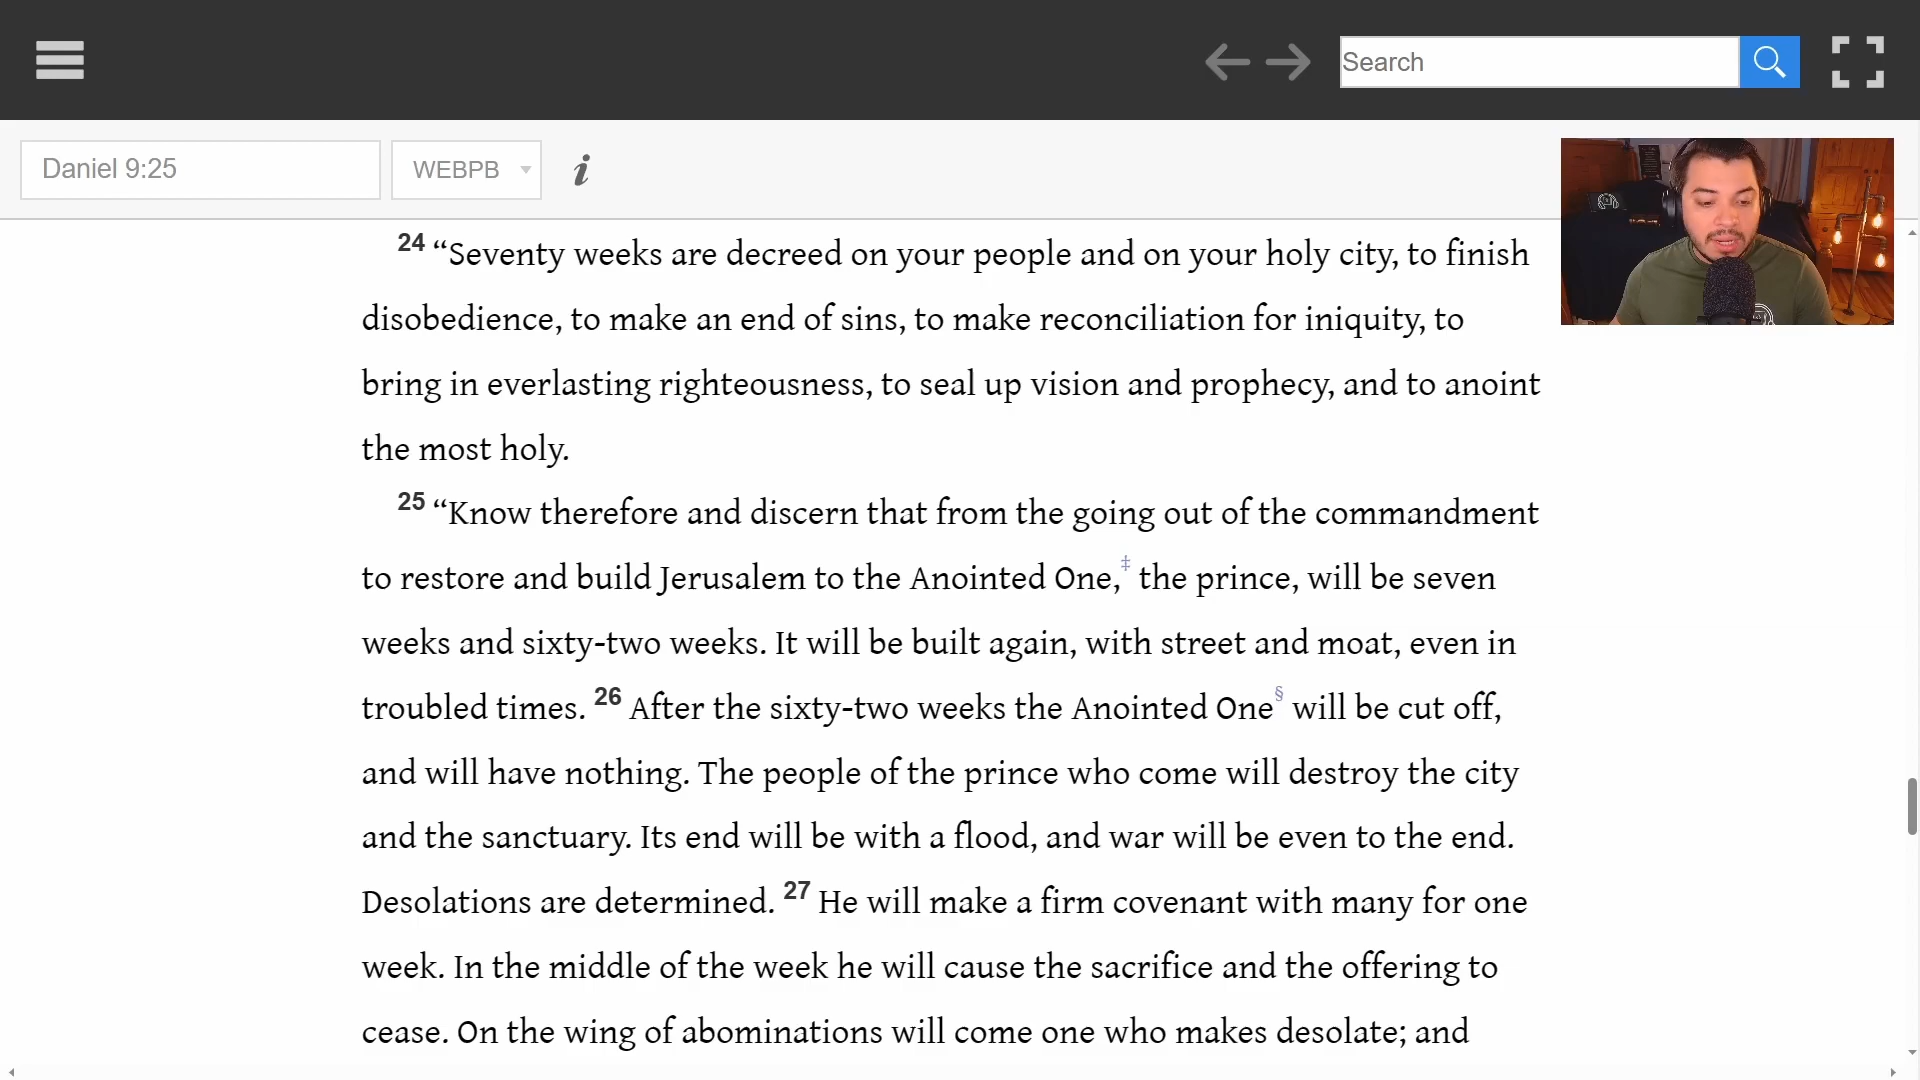 Search
Daniel 9:25
WEBPB
i
24 “Seventy weeks are decreed on your people and on your holy city, to finish
disobedience, to make an end of sins, to make reconciliation for iniquity, to
bring in everlasting righteousness, to seal up vision and prophecy, and to anoint
the most holy.
25 “Know therefore and discern that from the going out of the commandment
to restore and build Jerusalem to the Anointed One,‡ the prince, will be seven
weeks and sixty-two weeks. It will be built again, with street and moat, even in
troubled times. 26 After the sixty-two weeks the Anointed One§ will be cut off,
and will have nothing. The people of the prince who come will destroy the city
and the sanctuary. Its end will be with a flood, and war will be even to the end.
Desolations are determined. 27 He will make a firm covenant with many for one
week. In the middle of the week he will cause the sacrifice and the offering to
cease. On the wing of abominations will come one who makes desolate; and